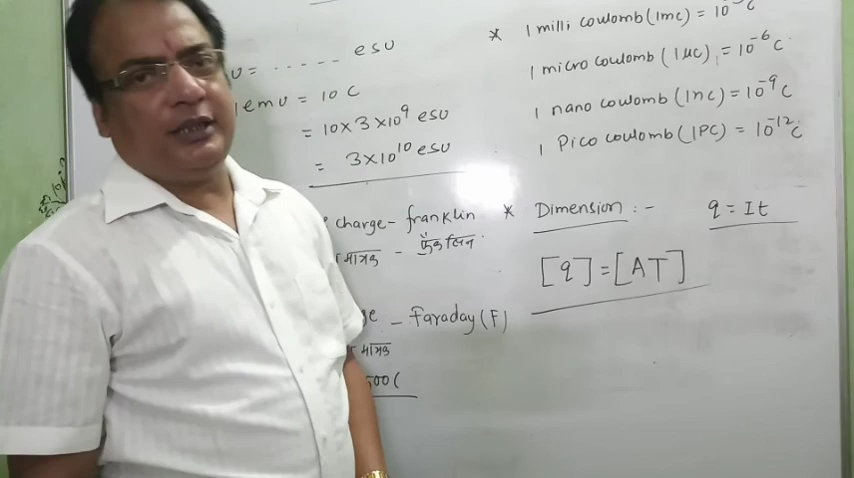 = ..... esu
1 emu = 10 C
= 10 × 3 × 10⁹ esu
= 3 × 10¹⁰ esu
charge - franklin
मात्रक - फ्रैंकलिन
- faraday (F)
मात्रक
500 C
* 1 milli coulomb (1mC) = 10 C
1 micro coulomb (1μC) = 10⁻⁶ C
1 nano coulomb (1nC) = 10⁻⁹ C
1 Pico coulomb (1PC) = 10⁻¹² C
* Dimension :- q = It
[q] = [AT]